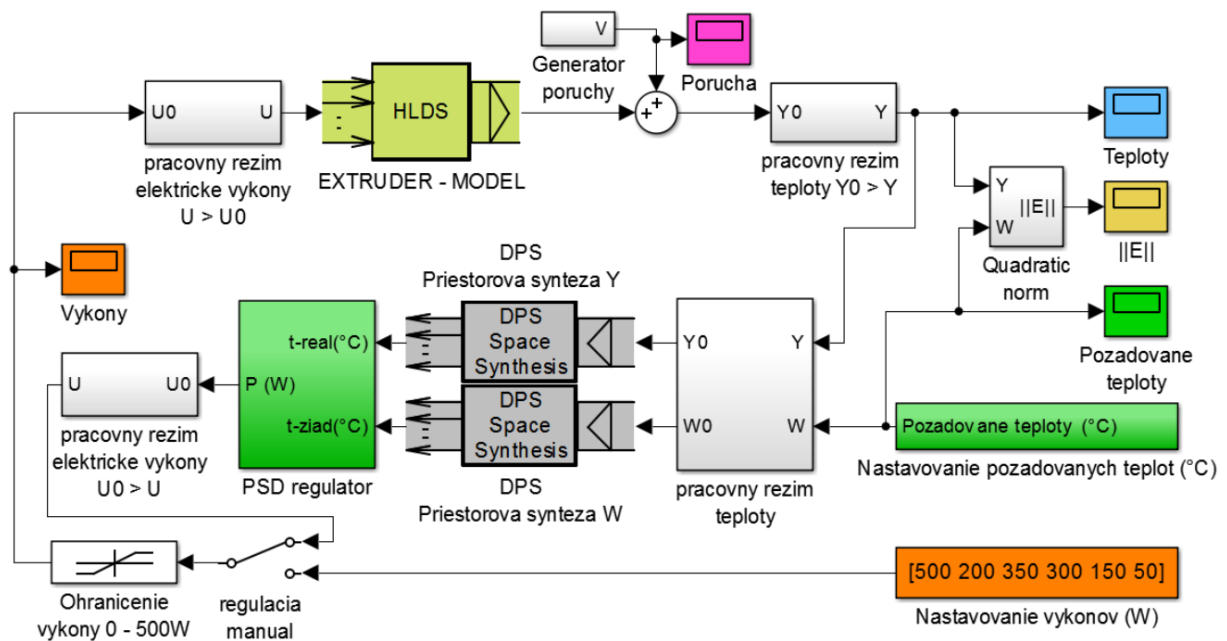 V
Generator
poruchy
Porucha
U0 U
pracovny rezim
elektricke vykony
U > U0
HLDS
EXTRUDER - MODEL
++
Y0 Y
pracovny rezim
teploty Y0 > Y
Teploty
Y
W
||E||
Quadratic
norm
||E||
Vykony
DPS
Priestorova synteza Y
t-real(°C)
P (W)
t-ziad(°C)
PSD regulator
DPS
Space
Synthesis
DPS
Space
Synthesis
DPS
Priestorova synteza W
Y0 Y
W0 W
pracovny rezim
teploty
Pozadovane
teploty
Pozadovane teploty (°C)
Nastavovanie pozadovanych teplot (°C)
U U0
pracovny rezim
elektricke vykony
U0 > U
Ohranicenie
vykony 0 - 500W
regulacia
manual
[500 200 350 300 150 50]
Nastavovanie vykonov (W)